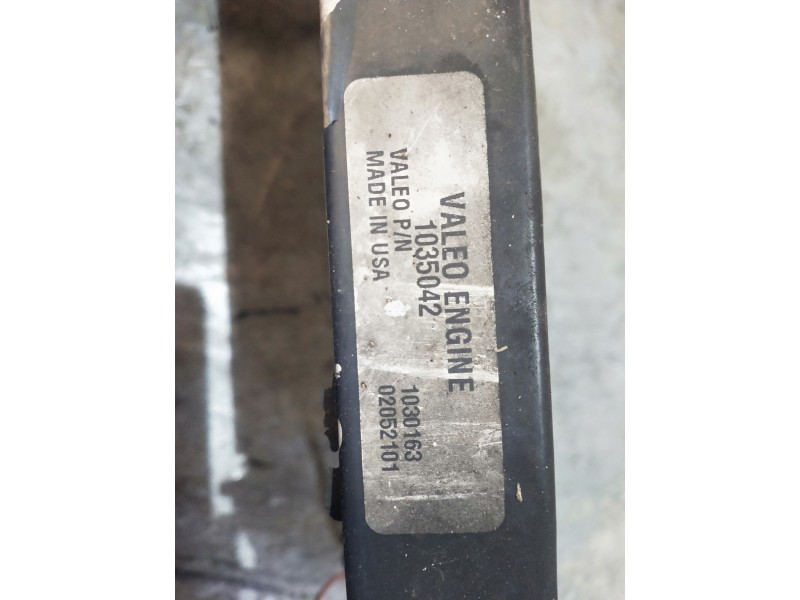 VALEO ENGINE
1035042
VALEO P/N
MADE IN USA
1030163
02052101